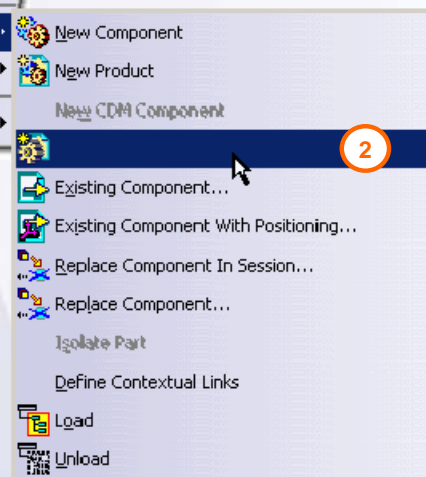 New Component
New Product
New CDM Component
2
Existing Component...
Existing Component With Positioning...
Replace Component In Session...
Replace Component...
Isolate Part
Define Contextual Links
Load
Unload